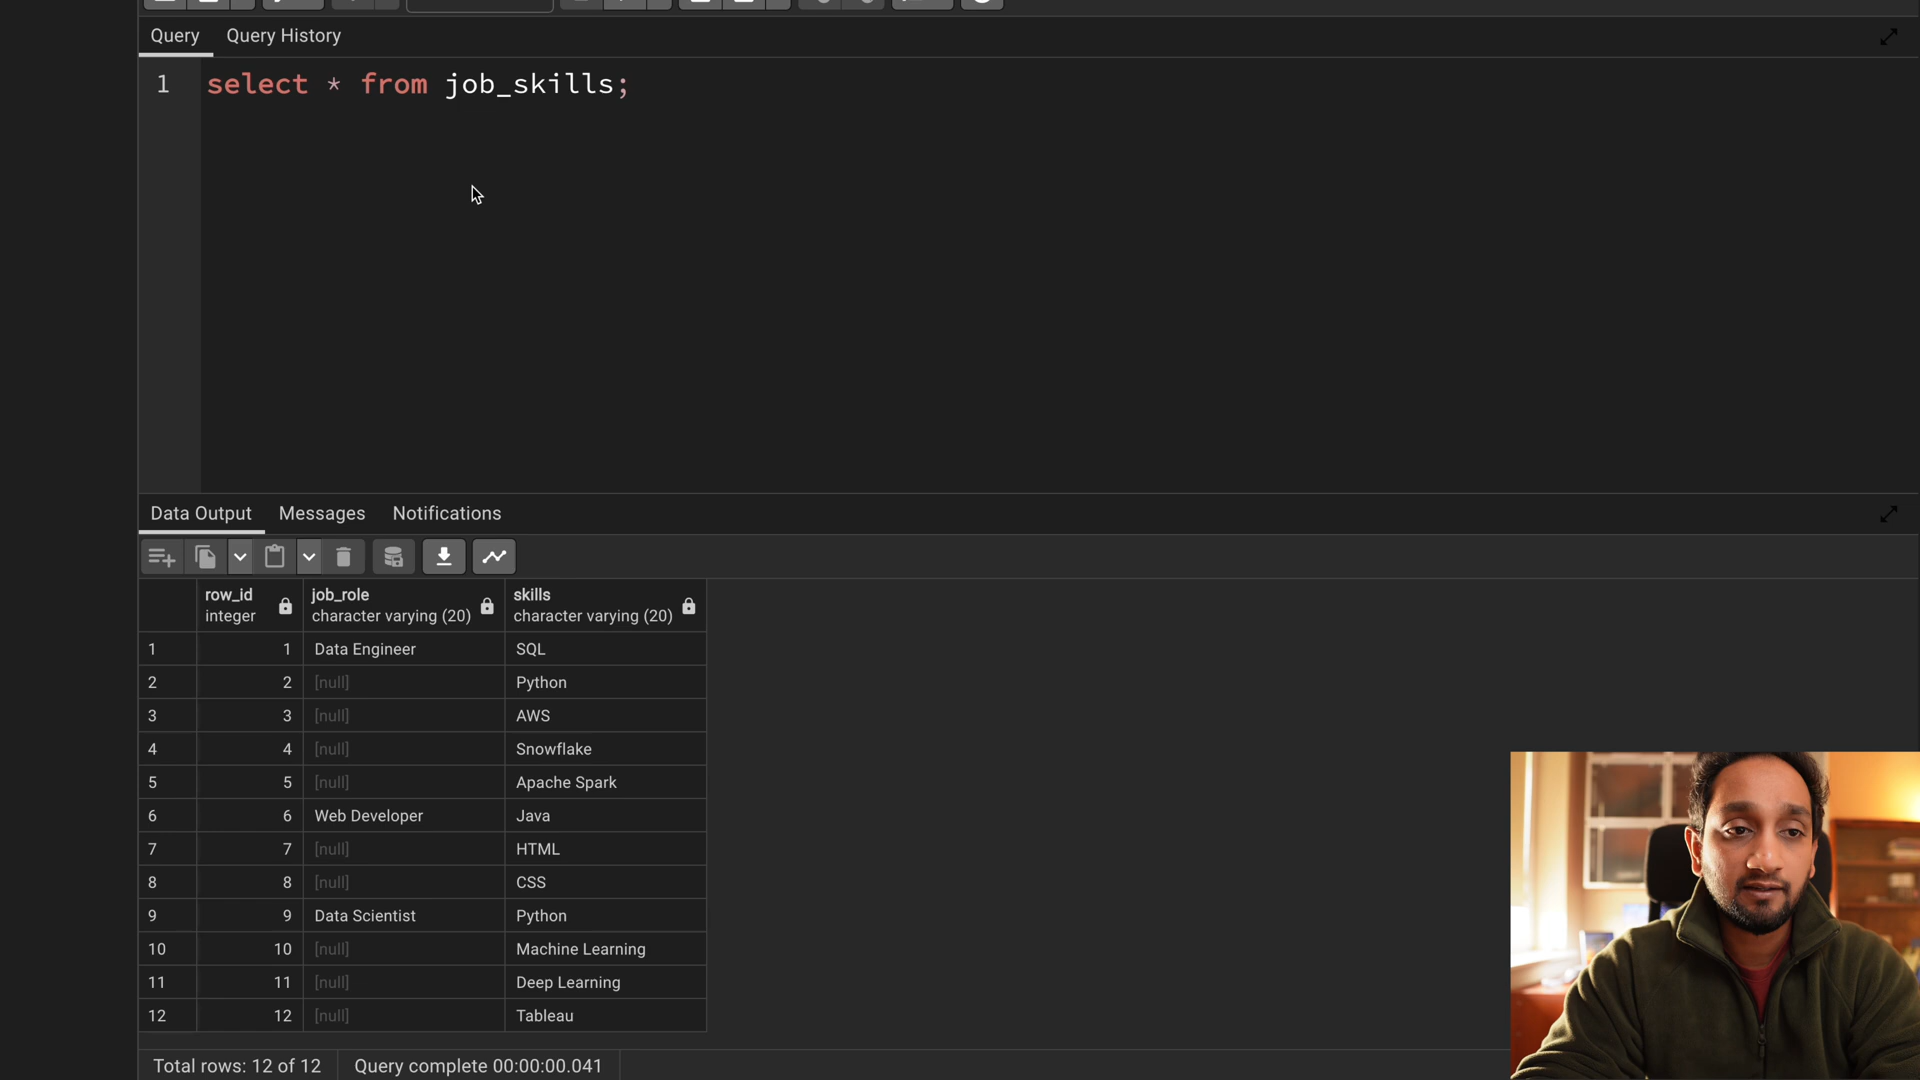 Query Query History
1 select * from job_skills;
Data Output Messages Notifications
row_id job_role skills
integer character varying (20) character varying (20)
1 1 Data Engineer SQL
2 2 [null] Python
3 3 [null] AWS
4 4 [null] Snowflake
5 5 [null] Apache Spark
6 6 Web Developer Java
7 7 [null] HTML
8 8 [null] CSS
9 9 Data Scientist Python
10 10 [null] Machine Learning
11 11 [null] Deep Learning
12 12 [null] Tableau
Total rows: 12 of 12 Query complete 00:00:00.041